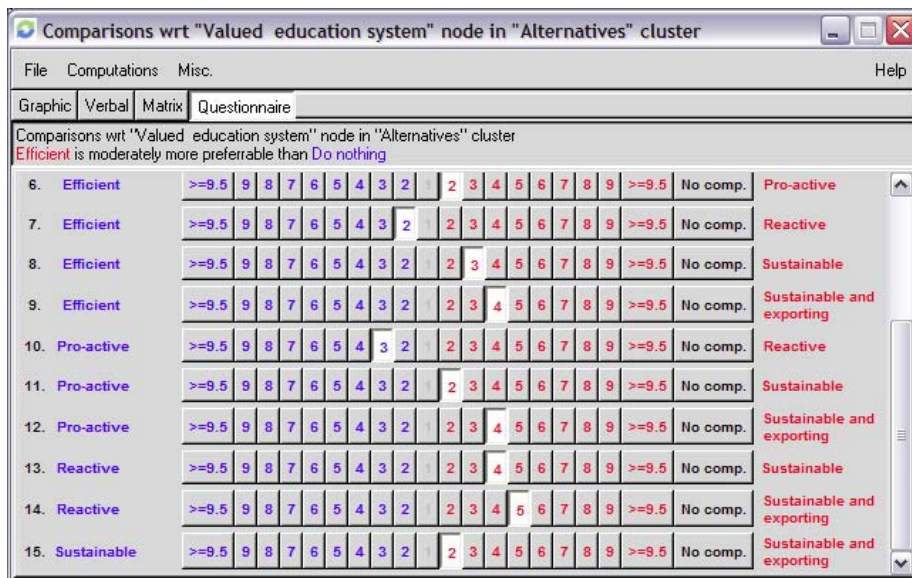 Comparisons wrt "Valued education system" node in "Alternatives" cluster
File Computations Misc. Help
Graphic Verbal Matrix Questionnaire
Comparisons wrt "Valued education system" node in "Alternatives" cluster
Efficient is moderately more preferrable than Do nothing
6. Efficient >=9.5 9 8 7 6 5 4 3 2 1 2 3 4 5 6 7 8 9 >=9.5 No comp. Pro-active
7. Efficient >=9.5 9 8 7 6 5 4 3 2 1 2 3 4 5 6 7 8 9 >=9.5 No comp. Reactive
8. Efficient >=9.5 9 8 7 6 5 4 3 2 1 2 3 4 5 6 7 8 9 >=9.5 No comp. Sustainable
9. Efficient >=9.5 9 8 7 6 5 4 3 2 1 2 3 4 5 6 7 8 9 >=9.5 No comp. Sustainable and
exporting
10. Pro-active >=9.5 9 8 7 6 5 4 3 2 1 2 3 4 5 6 7 8 9 >=9.5 No comp. Reactive
11. Pro-active >=9.5 9 8 7 6 5 4 3 2 1 2 3 4 5 6 7 8 9 >=9.5 No comp. Sustainable
12. Pro-active >=9.5 9 8 7 6 5 4 3 2 1 2 3 4 5 6 7 8 9 >=9.5 No comp. Sustainable and
exporting
13. Reactive >=9.5 9 8 7 6 5 4 3 2 1 2 3 4 5 6 7 8 9 >=9.5 No comp. Sustainable
14. Reactive >=9.5 9 8 7 6 5 4 3 2 1 2 3 4 5 6 7 8 9 >=9.5 No comp. Sustainable and
exporting
15. Sustainable >=9.5 9 8 7 6 5 4 3 2 1 2 3 4 5 6 7 8 9 >=9.5 No comp. Sustainable and
exporting